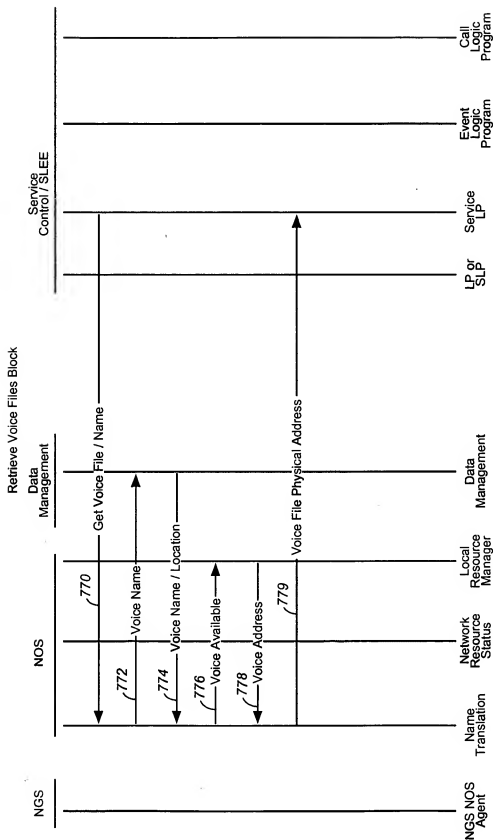 Retrieve Voice Files Block
NGS
NOS
Data
Management
Service
Control / SLEE
770
Get Voice File / Name
772
Voice Name
774
Voice Name / Location
776
Voice Available
778
Voice Address
779
Voice File Physical Address
NGS NOS
Agent
Name
Translation
Network
Resource
Status
Local
Resource
Manager
Data
Management
LP or
SLP
Service
LP
Event
Logic
Program
Call
Logic
Program